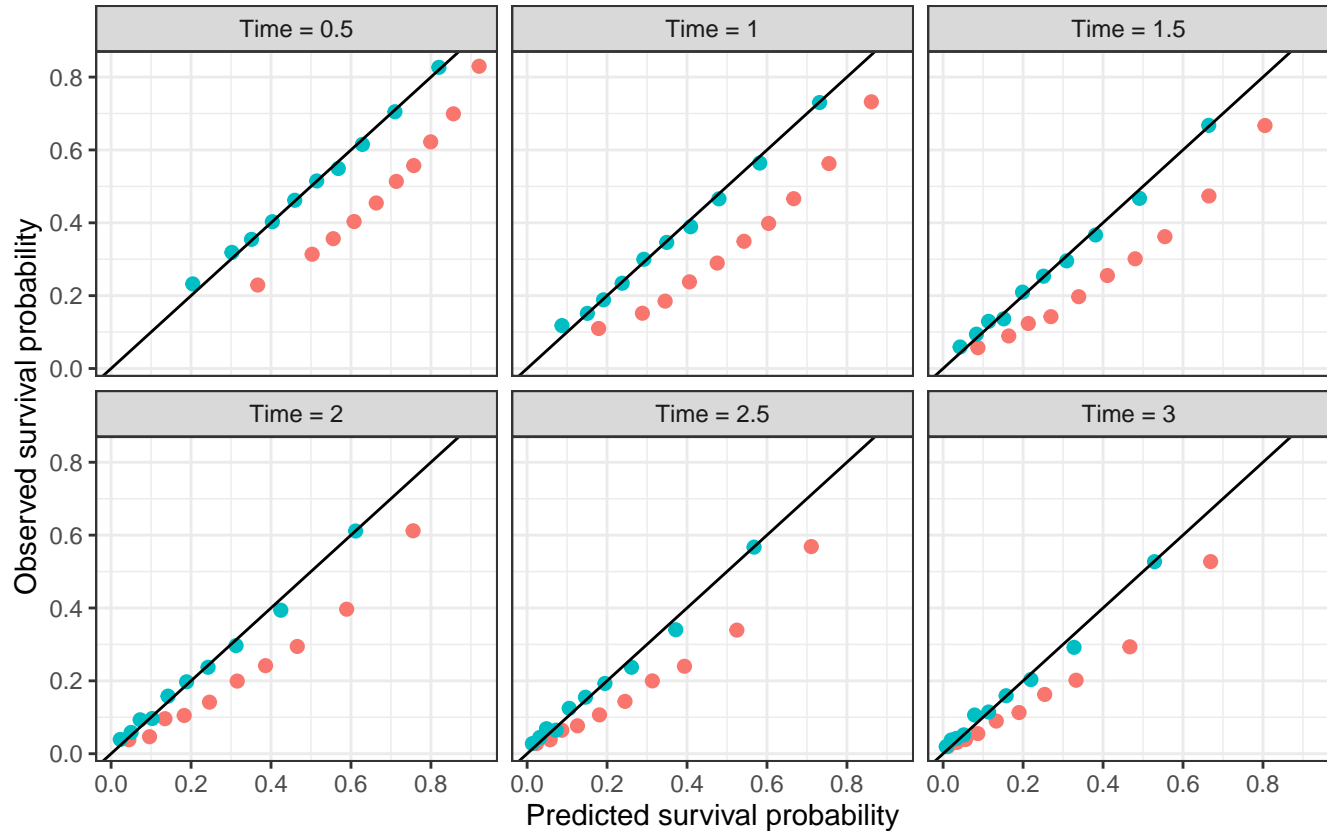 Time = 0.5
Time = 1
Time = 1.5
0.8
0.6
0.4
0.2
0.0
Time = 2
Time = 2.5
Time = 3
0.8
0.6
0.4
0.2
0.0
0.0 0.2 0.4 0.6 0.8
0.0 0.2 0.4 0.6 0.8
0.0 0.2 0.4 0.6 0.8
Observed survival probability
Predicted survival probability